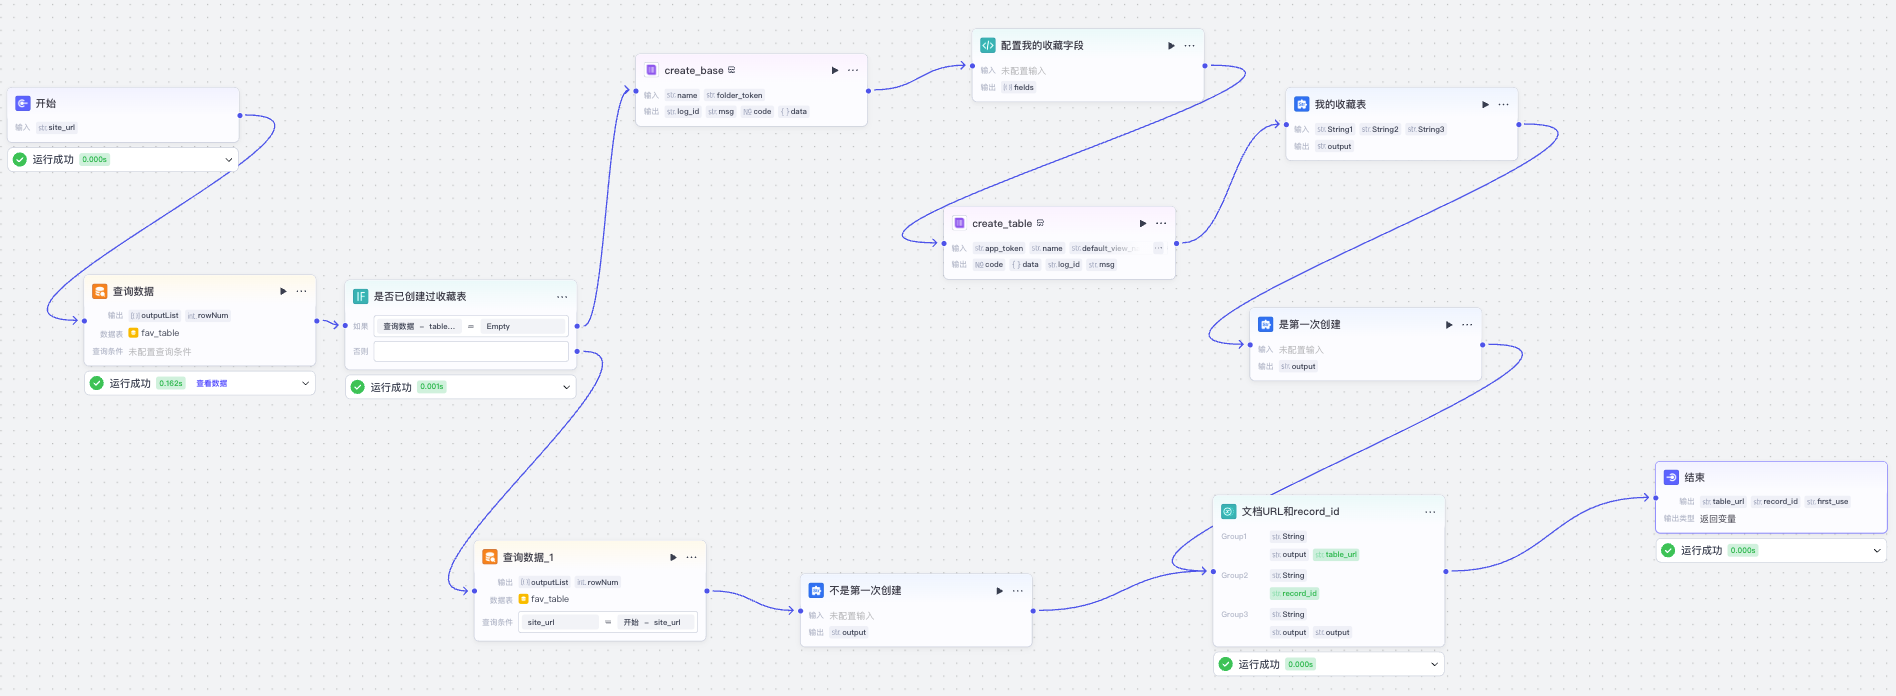 开始
输入 str. site_url
运行成功 0.000s
查询数据
输出 [{}] outputList int. rowNum
数据表 fav_table
查询条件 未配置查询条件
运行成功 0.162s 查看数据
IF 是否已创建过收藏表
如果 查询数据 - table... = Empty
否则
运行成功 0.001s
create_base
输入 str. name str. folder_token
输出 str. log_id str. msg code {} data
</> 配置我的收藏字段
输入 未配置输入
输出 fields
create_table
输入 str. app_token str. name str. default_view_
输出 code {} data str. log_id str. msg
我的收藏表
输入 str. String1 str. String2 str. String3
输出 str. output
是第一次创建
输入 未配置输入
输出 str. output
查询数据_1
输出 [{}] outputList int. rowNum
数据表 fav_table
查询条件 site_url = 开始 - site_url
不是第一次创建
输入 未配置输入
输出 str. output
文档URL和record_id
Group1 str. String
str. output str. table_url
Group2 str. String
str. record_id
Group3 str. String
str. output str. output
运行成功 0.000s
结束
输出 str. table_url str. record_id str. first_use
输出类型 返回变量
运行成功 0.000s